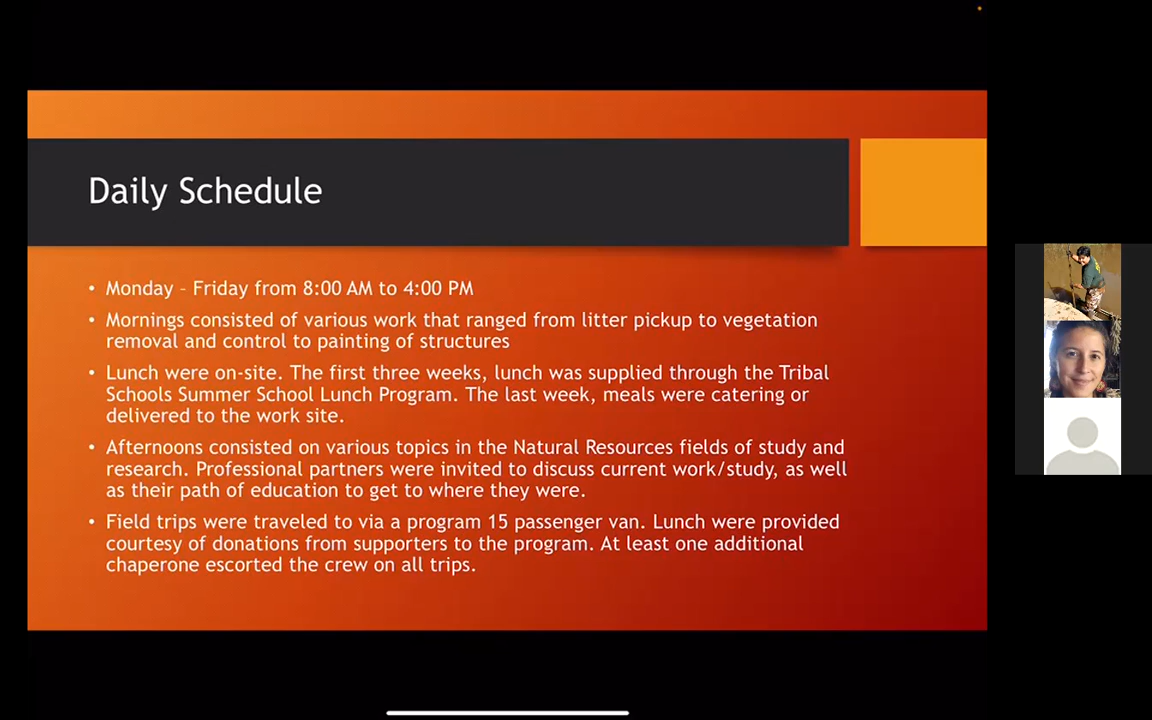 Daily Schedule
• Monday – Friday from 8:00 AM to 4:00 PM
• Mornings consisted of various work that ranged from litter pickup to vegetation
removal and control to painting of structures
• Lunch were on-site. The first three weeks, lunch was supplied through the Tribal
Schools Summer School Lunch Program. The last week, meals were catering or
delivered to the work site.
• Afternoons consisted on various topics in the Natural Resources fields of study and
research. Professional partners were invited to discuss current work/study, as well
as their path of education to get to where they were.
• Field trips were traveled to via a program 15 passenger van. Lunch were provided
courtesy of donations from supporters to the program. At least one additional
chaperone escorted the crew on all trips.